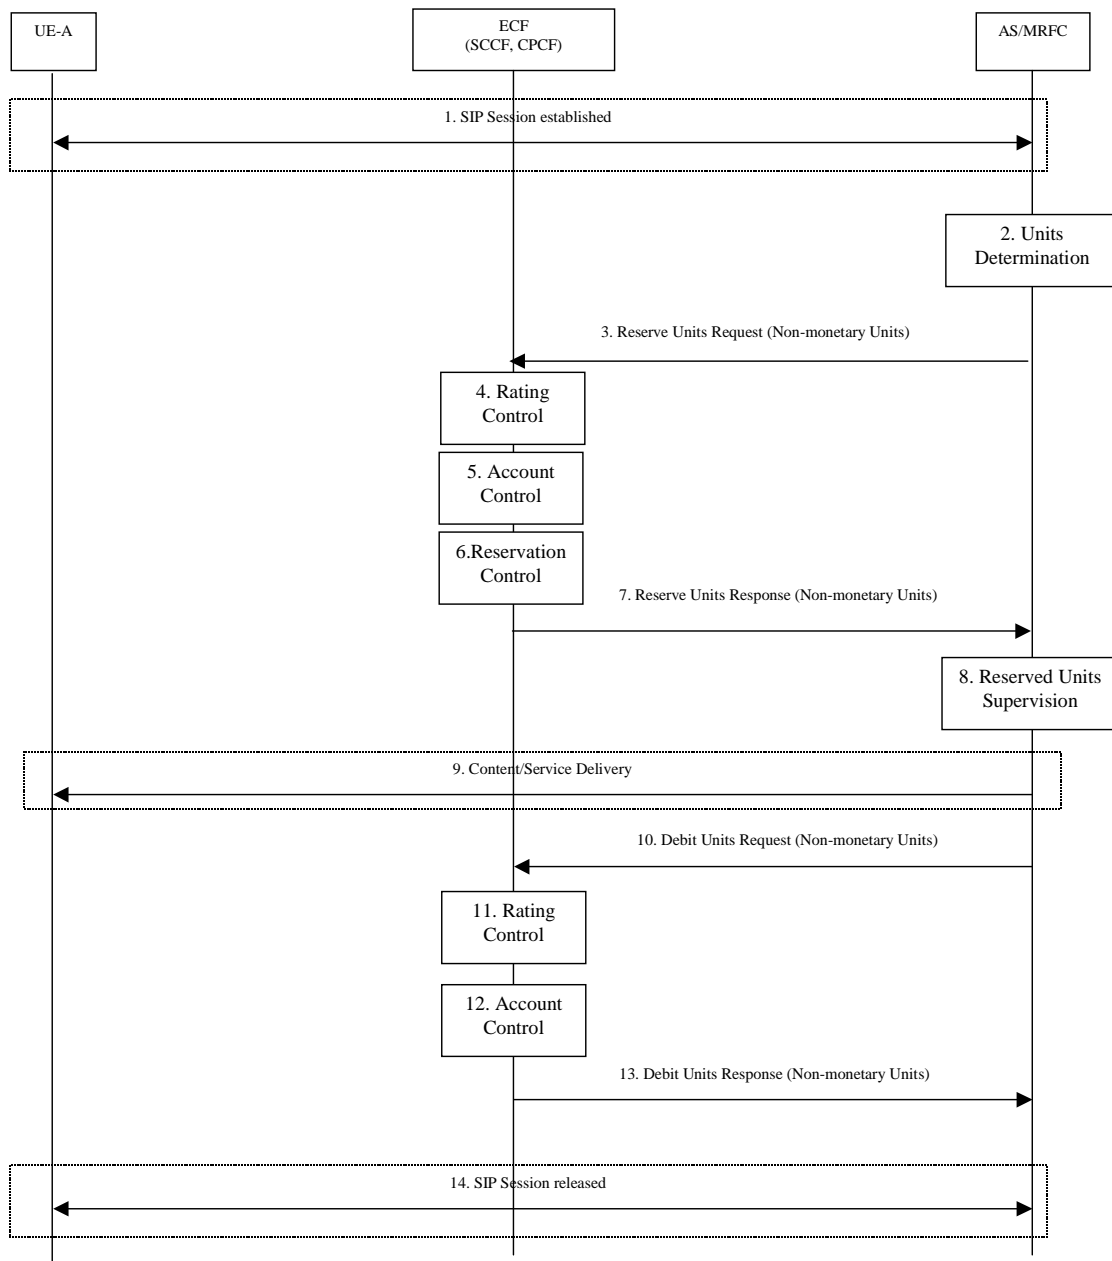 UE-A
ECF
(SCCF, CPCF)
AS/MRFC
1. SIP Session established
2. Units
Determination
3. Reserve Units Request (Non-monetary Units)
4. Rating
Control
5. Account
Control
6.Reservation
Control
7. Reserve Units Response (Non-monetary Units)
8. Reserved Units
Supervision
9. Content/Service Delivery
10. Debit Units Request (Non-monetary Units)
11. Rating
Control
12. Account
Control
13. Debit Units Response (Non-monetary Units)
14. SIP Session released